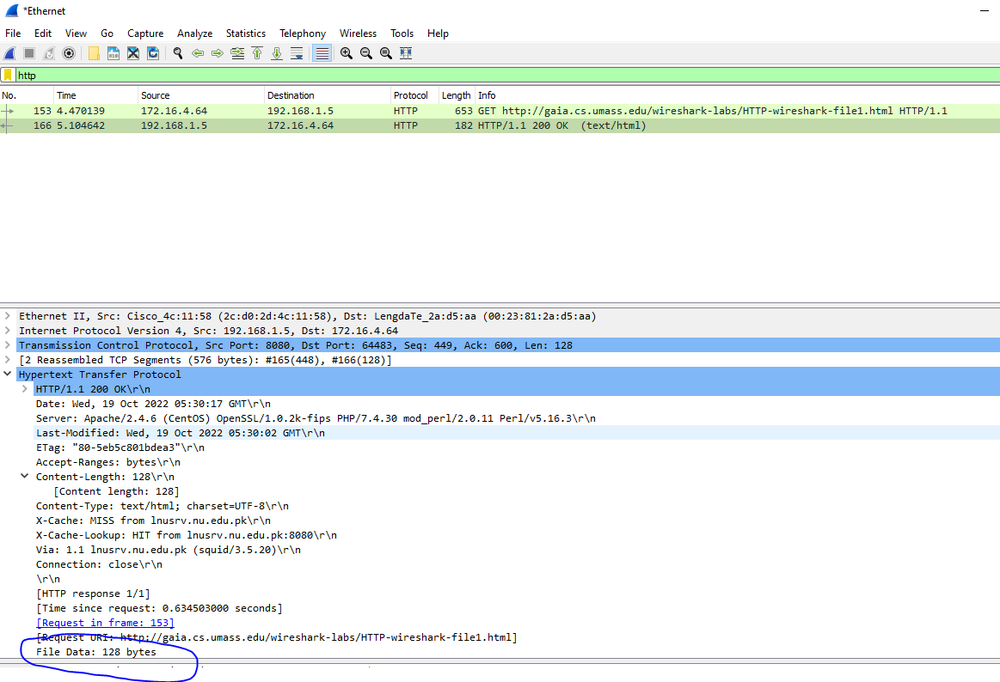 *Ethernet
File Edit View Go Capture Analyze Statistics Telephony Wireless Tools Help
http
No. Time Source Destination Protocol Length Info
153 4.470139 172.16.4.64 192.168.1.5 HTTP 653 GET http://gaia.cs.umass.edu/wireshark-labs/HTTP-wireshark-file1.html HTTP/1.1
166 5.104642 192.168.1.5 172.16.4.64 HTTP 182 HTTP/1.1 200 OK (text/html)
Ethernet II, Src: Cisco_4c:11:58 (2c:d0:2d:4c:11:58), Dst: LengdaTe_2a:d5:aa (00:23:81:2a:d5:aa)
Internet Protocol Version 4, Src: 192.168.1.5, Dst: 172.16.4.64
Transmission Control Protocol, Src Port: 8080, Dst Port: 64483, Seq: 449, Ack: 600, Len: 128
[2 Reassembled TCP Segments (576 bytes): #165(448), #166(128)]
Hypertext Transfer Protocol
HTTP/1.1 200 OK\r\n
Date: Wed, 19 Oct 2022 05:30:17 GMT\r\n
Server: Apache/2.4.6 (CentOS) OpenSSL/1.0.2k-fips PHP/7.4.30 mod_perl/2.0.11 Perl/v5.16.3\r\n
Last-Modified: Wed, 19 Oct 2022 05:30:02 GMT\r\n
ETag: "80-5eb5c801bdea3"\r\n
Accept-Ranges: bytes\r\n
Content-Length: 128\r\n
[Content length: 128]
Content-Type: text/html; charset=UTF-8\r\n
X-Cache: MISS from lnusrv.nu.edu.pk\r\n
X-Cache-Lookup: HIT from lnusrv.nu.edu.pk:8080\r\n
Via: 1.1 lnusrv.nu.edu.pk (squid/3.5.20)\r\n
Connection: close\r\n
\r\n
[HTTP response 1/1]
[Time since request: 0.634503000 seconds]
[Request in frame: 153]
[Request URI: http://gaia.cs.umass.edu/wireshark-labs/HTTP-wireshark-file1.html]
File Data: 128 bytes